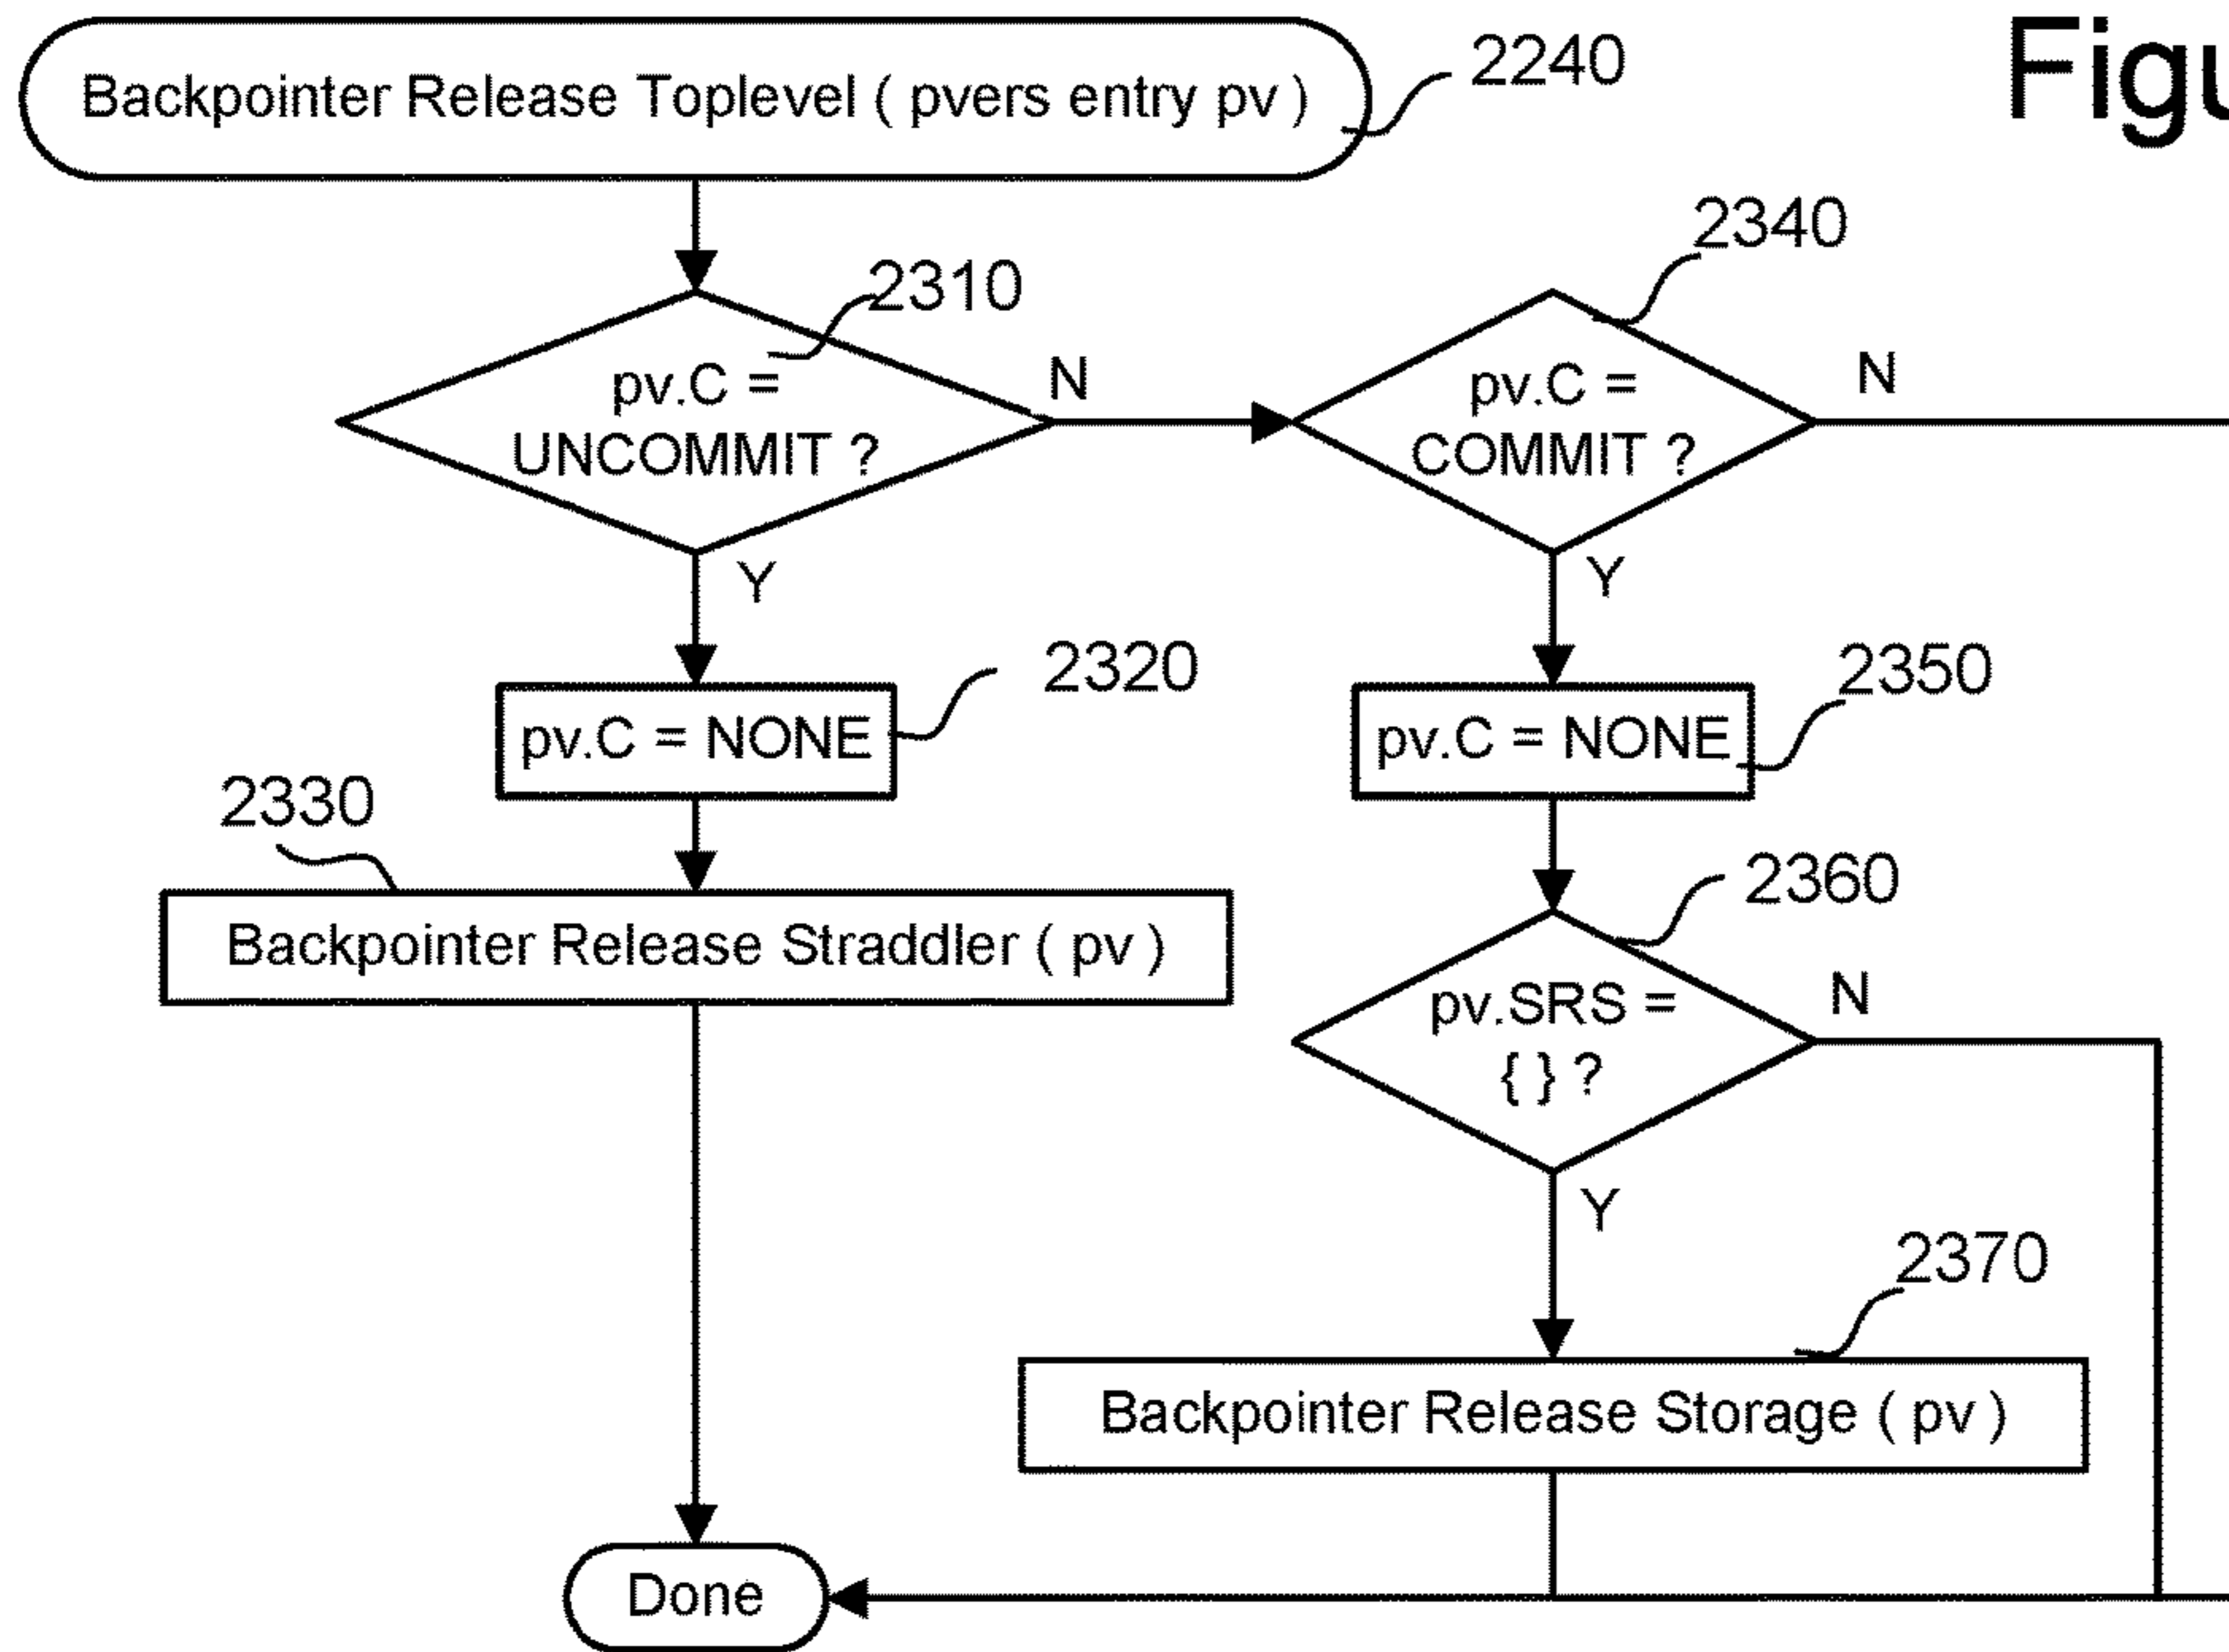 Backpointer Release Toplevel ( pvers entry pv )
2240
Figu
2310
pv.C =
UNCOMMIT ?
N
Y
2340
pv.C =
COMMIT ?
N
Y
2320
pv.C = NONE
2350
pv.C = NONE
2330
Backpointer Release Straddler ( pv )
2360
pv.SRS =
{ } ?
N
Y
2370
Backpointer Release Storage ( pv )
Done